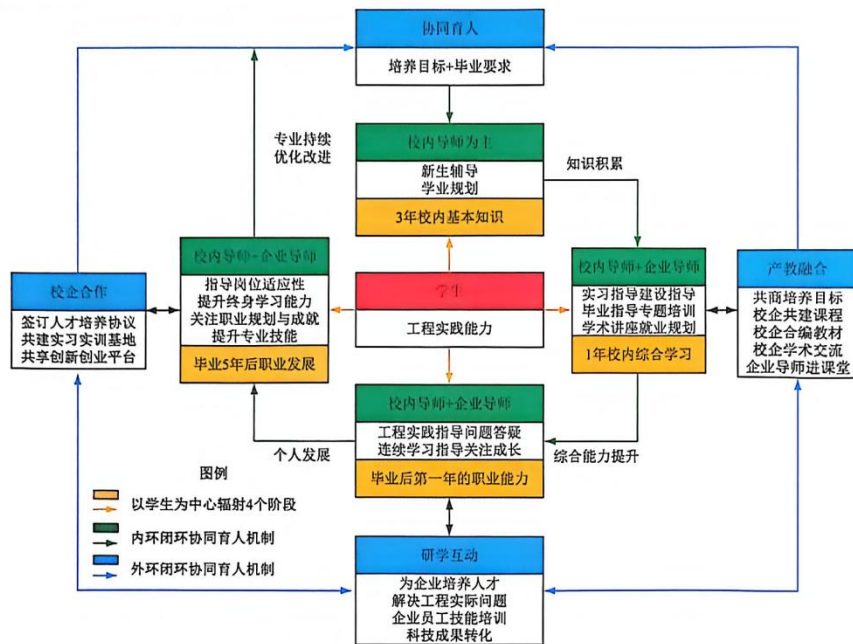 协同育人
培养目标+毕业要求
专业持续
优化改进
校内导师为主
新生辅导
学业规划
3年校内基本知识
知识积累
校企合作
签订人才培养协议
共建实习实训基地
共享创新创业平台
校内导师+企业导师
指导岗位适应性
提升终身学习能力
关注职业规划与成就
提升专业技能
毕业5年后职业发展
学生
工程实践能力
校内导师+企业导师
实习指导建设指导
毕业指导专题培训
学术讲座就业规划
1年校内综合学习
产教融合
共商培养目标
校企共建课程
校企合编教材
校企学术交流
企业导师进课堂
个人发展
校内导师+企业导师
工程实践指导问题答疑
连续学习指导关注成长
毕业后第一年的职业能力
综合能力提升
图例
以学生为中心辐射4个阶段
内环闭环协同育人机制
外环闭环协同育人机制
研学互动
为企业培养人才
解决工程实际问题
企业员工技能培训
科技成果转化